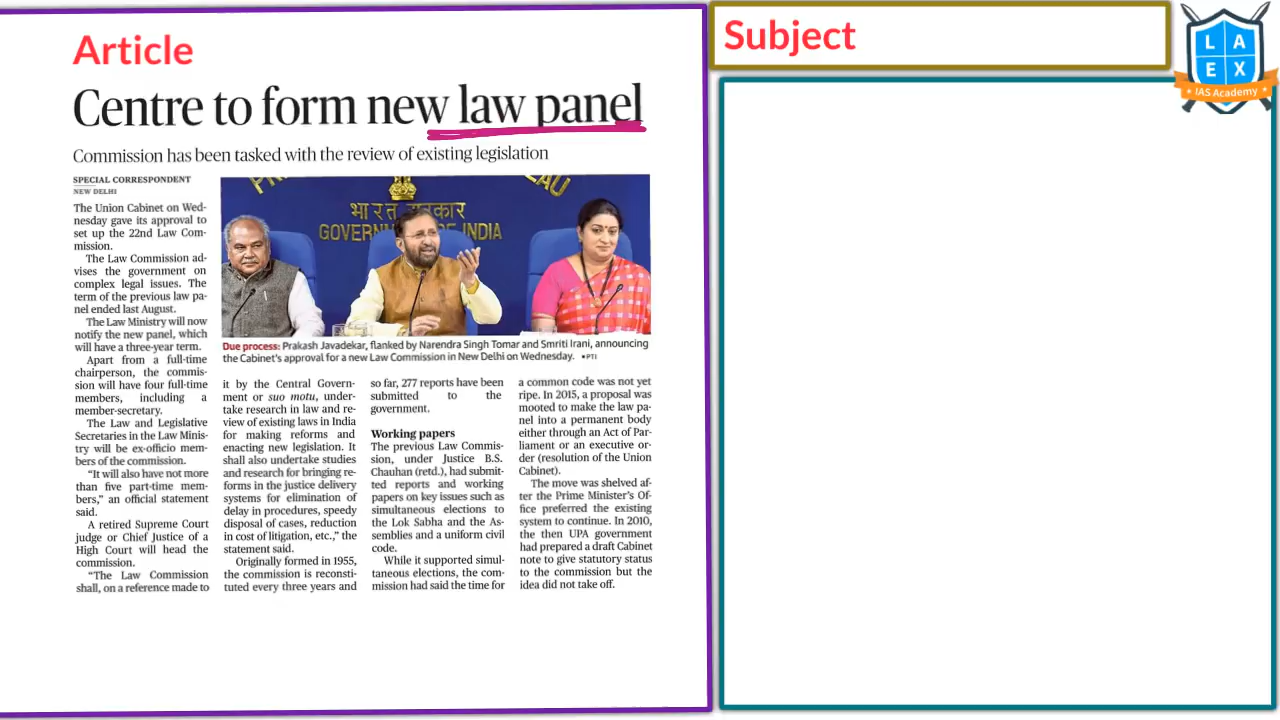 Article
Centre to form new law panel
Commission has been tasked with the review of existing legislation
SPECIAL CORRESPONDENT
NEW DELHI
The Union Cabinet on Wed-
nesday gave its approval to
set up the 22nd Law Com-
mission.
The Law Commission ad-
vises the government on
complex legal issues. The
term of the previous law pa-
nel ended last August.
The Law Ministry will now
notify the new panel, which
will have a three-year term.
Apart from a full-time
chairperson, the commis-
sion will have four full-time
members, including a
member-secretary.
The Law and Legislative
Secretaries in the Law Minis-
try will be ex-officio mem-
bers of the commission.
“It will also have not more
than five part-time mem-
bers,” an official statement
said.
A retired Supreme Court
judge or Chief Justice of a
High Court will head the
commission.
“The Law Commission
shall, on a reference made to
भारत सरकार
GOVERNMENT OF INDIA
Due process: Prakash Javadekar, flanked by Narendra Singh Tomar and Smriti Irani, announcing
the Cabinet's approval for a new Law Commission in New Delhi on Wednesday. •PTI
it by the Central Govern-
ment or suo motu, under-
take research in law and re-
view of existing laws in India
for making reforms and
enacting new legislation. It
shall also undertake studies
and research for bringing re-
forms in the justice delivery
systems for elimination of
delay in procedures, speedy
disposal of cases, reduction
in cost of litigation, etc.,” the
statement said.
Originally formed in 1955,
the commission is reconsti-
tuted every three years and
so far, 277 reports have been
submitted to the
government.
Working papers
The previous Law Commis-
sion, under Justice B.S.
Chauhan (retd.), had submit-
ted reports and working
papers on key issues such as
simultaneous elections to
the Lok Sabha and the As-
semblies and a uniform civil
code.
While it supported simul-
taneous elections, the com-
mission had said the time for
a common code was not yet
ripe. In 2015, a proposal was
mooted to make the law pa-
nel into a permanent body
either through an Act of Par-
liament or an executive or-
der (resolution of the Union
Cabinet).
The move was shelved af-
ter the Prime Minister's Of-
fice preferred the existing
system to continue. In 2010,
the then UPA government
had prepared a draft Cabinet
note to give statutory status
to the commission but the
idea did not take off.
Subject
L A
E X
IAS Academy